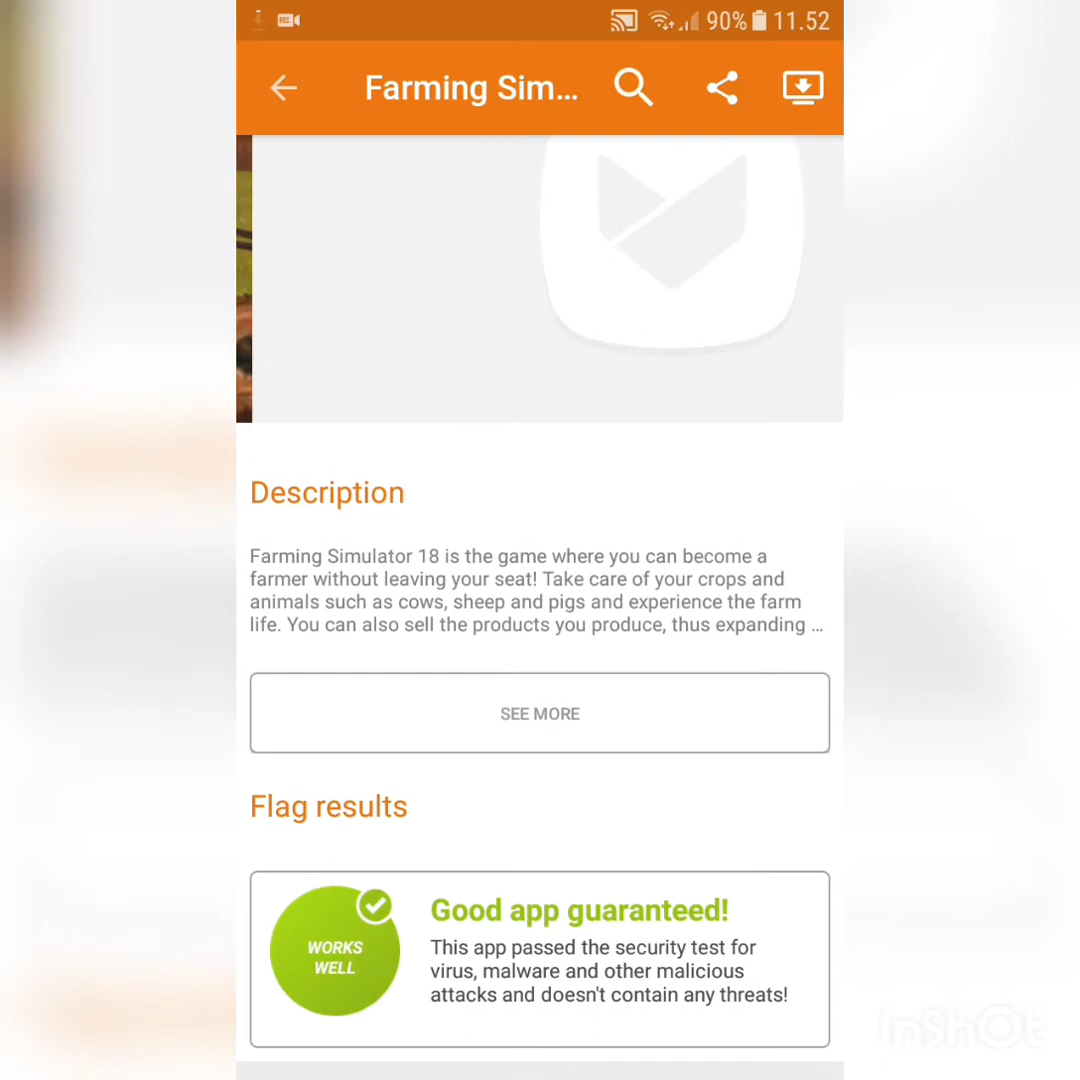 REC 90% 11.52
Farming Sim...
Description
Farming Simulator 18 is the game where you can become a
farmer without leaving your seat! Take care of your crops and
animals such as cows, sheep and pigs and experience the farm
life. You can also sell the products you produce, thus expanding ...
SEE MORE
Flag results
WORKS
WELL
Good app guaranteed!
This app passed the security test for
virus, malware and other malicious
attacks and doesn't contain any threats!
InShOt